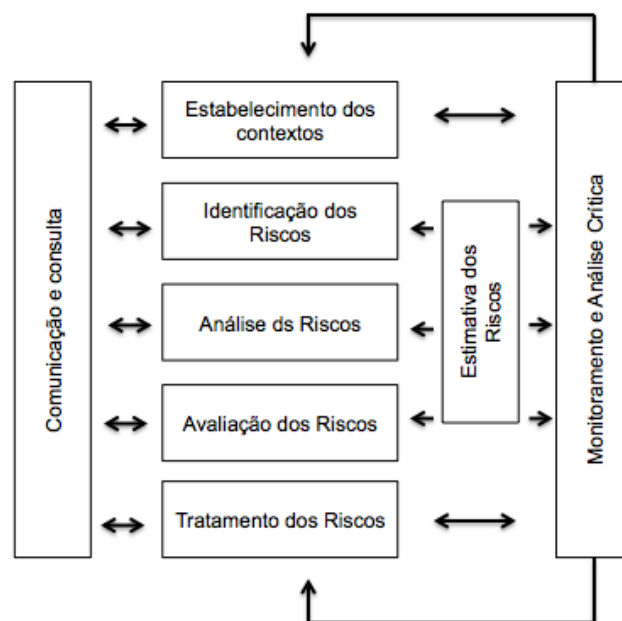 Comunicação e consulta
Estabelecimento dos
contextos
Identificação dos
Riscos
Análise ds Riscos
Avaliação dos Riscos
Tratamento dos Riscos
Estimativa dos
Riscos
Monitoramento e Análise Crítica